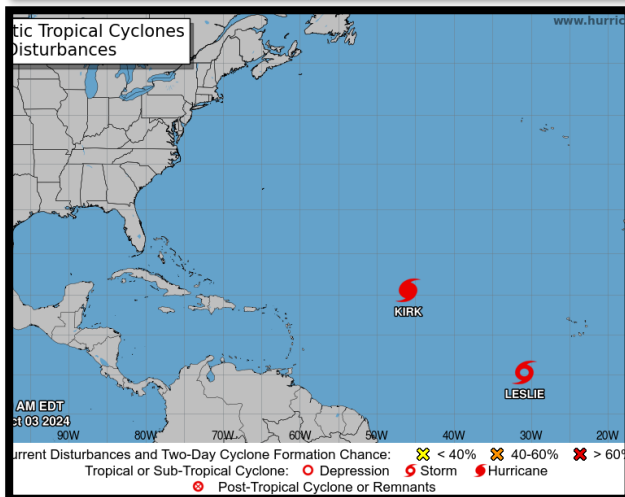 www.hurric
tic Tropical Cyclones
Disturbances
KIRK
LESLIE
AM EDT
ct 03 2024
90W 80W 70W 60W 50W 40W 30W 20W
urrent Disturbances and Two-Day Cyclone Formation Chance: < 40% 40-60% > 60%
Tropical or Sub-Tropical Cyclone: Depression Storm Hurricane
Post-Tropical Cyclone or Remnants